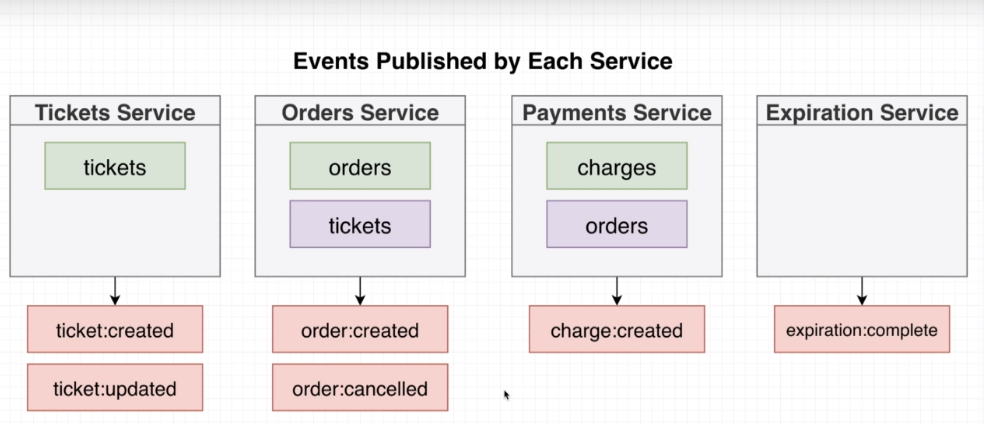 Events Published by Each Service
Tickets Service
tickets
ticket:created
ticket:updated
Orders Service
orders
tickets
order:created
order:cancelled
Payments Service
charges
orders
charge:created
Expiration Service
expiration:complete